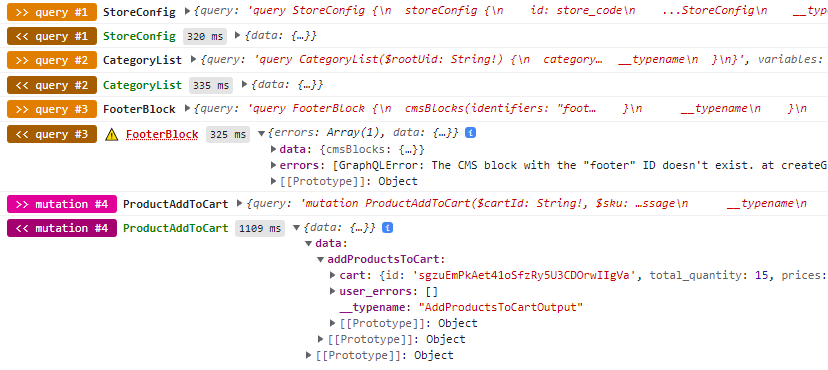 >> query #1 StoreConfig ▶{query: 'query StoreConfig {\n  storeConfig {\n    id: store_code\n    ...StoreConfig\n    __typ
<< query #1 StoreConfig 320 ms ▶{data: {…}}
>> query #2 CategoryList ▶{query: 'query CategoryList($rootUid: String!) {\n  category…  __typename\n  }\n}', variables:
<< query #2 CategoryList 335 ms ▶{data: {…}}
>> query #3 FooterBlock ▶{query: 'query FooterBlock {\n  cmsBlocks(identifiers: "foot…    }\n    __typename\n  }\n
<< query #3 ⚠ FooterBlock 325 ms ▼{errors: Array(1), data: {…}} i
▶data: {cmsBlocks: {…}}
▶errors: [GraphQLError: The CMS block with the "footer" ID doesn't exist. at createG
▶[[Prototype]]: Object
>> mutation #4 ProductAddToCart ▶{query: 'mutation ProductAddToCart($cartId: String!, $sku: …ssage\n      __typename\n
<< mutation #4 ProductAddToCart 1109 ms ▼{data: {…}} i
▼data:
▼addProductsToCart:
▶cart: {id: 'sgzuEmPkAet41oSfzRy5U3CDOrwIIgVa', total_quantity: 15, prices:
▶user_errors: []
__typename: "AddProductsToCartOutput"
▶[[Prototype]]: Object
▶[[Prototype]]: Object
▶[[Prototype]]: Object